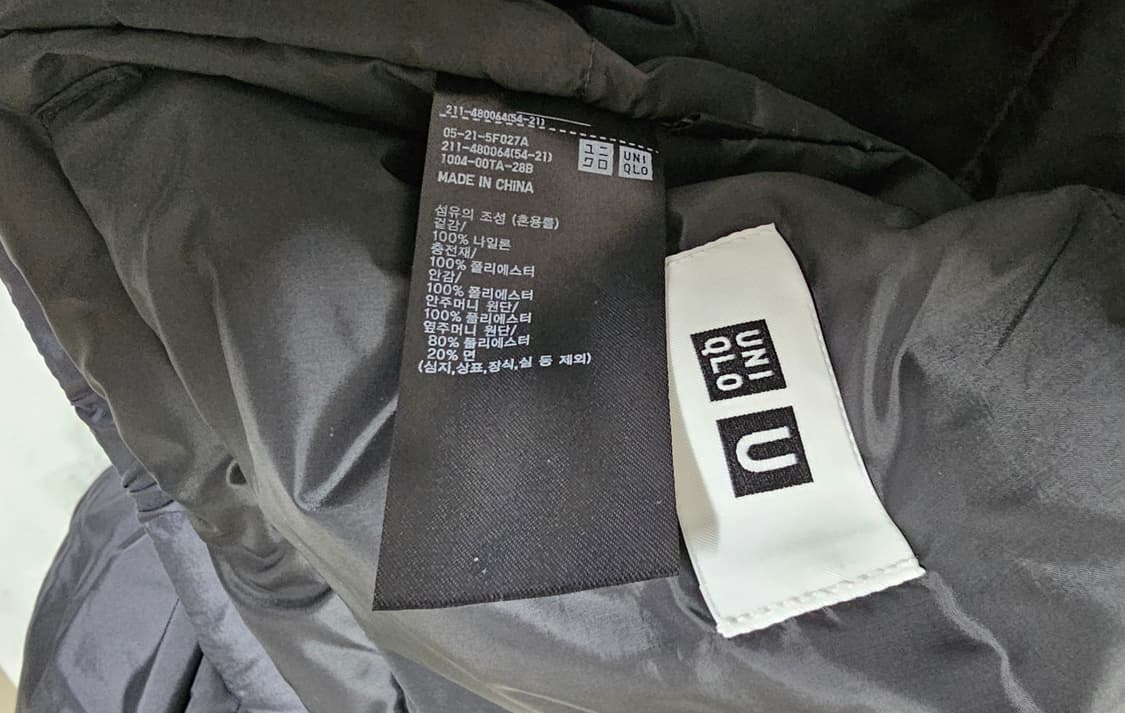 211-480064(54-21)
05-21-5F027A
211-480064(54-21)
1004-00TA-28B
MADE IN CHINA
ユニ
クロ
UNI
QLO
섬유의 조성 (혼용률)
겉감/
100% 나일론
충전재/
100% 폴리에스터
안감/
100% 폴리에스터
안주머니 원단/
100% 폴리에스터
옆주머니 원단/
80% 폴리에스터
20% 면
(심지,상표,장식,실 등 제외)
UNI
QLO
U